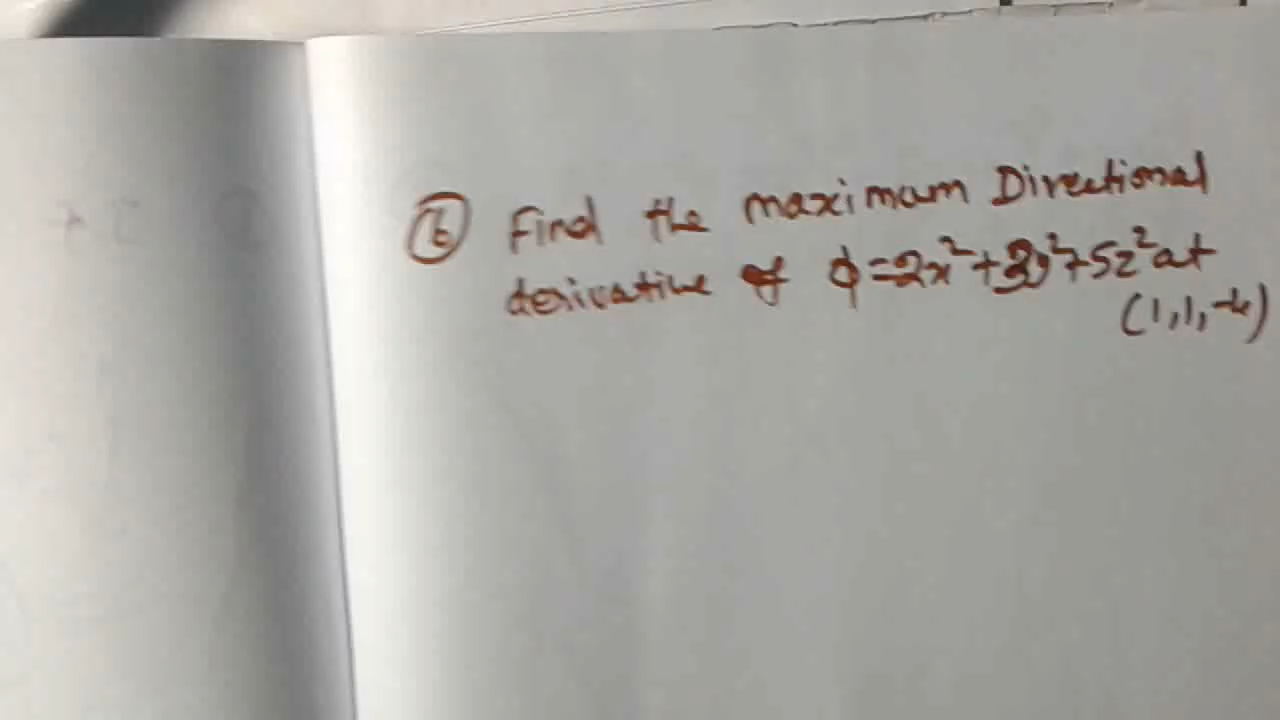 6 Find the maximum Directional
derivative of ϕ=2x²+3y²+5z² at
(1,1,-4)